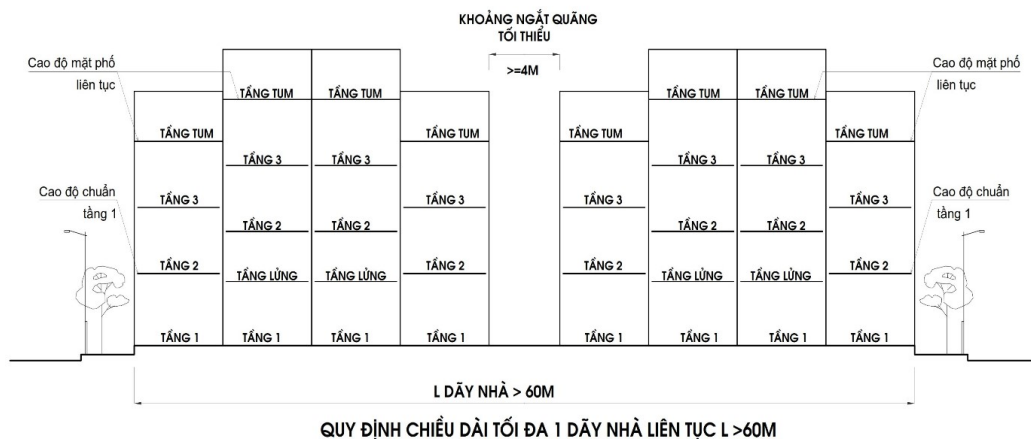 KHOẢNG NGẮT QUÃNG
TỐI THIỂU
>=4M
Cao độ mặt phố
liên tục
Cao độ mặt phố
liên tục
TẦNG TUM TẦNG TUM TẦNG TUM TẦNG TUM
TẦNG TUM TẦNG TUM TẦNG TUM TẦNG TUM
TẦNG 3 TẦNG 3 TẦNG 3 TẦNG 3
Cao độ chuẩn
tầng 1
Cao độ chuẩn
tầng 1
TẦNG 3 TẦNG 3 TẦNG 3 TẦNG 3
TẦNG 2 TẦNG 2 TẦNG 2 TẦNG 2
TẦNG 2 TẦNG 2 TẦNG 2 TẦNG 2
TẦNG LỬNG TẦNG LỬNG TẦNG LỬNG TẦNG LỬNG
TẦNG 1 TẦNG 1 TẦNG 1 TẦNG 1 TẦNG 1 TẦNG 1 TẦNG 1 TẦNG 1
L DÃY NHÀ > 60M
QUY ĐỊNH CHIỀU DÀI TỐI ĐA 1 DÃY NHÀ LIÊN TỤC L >60M